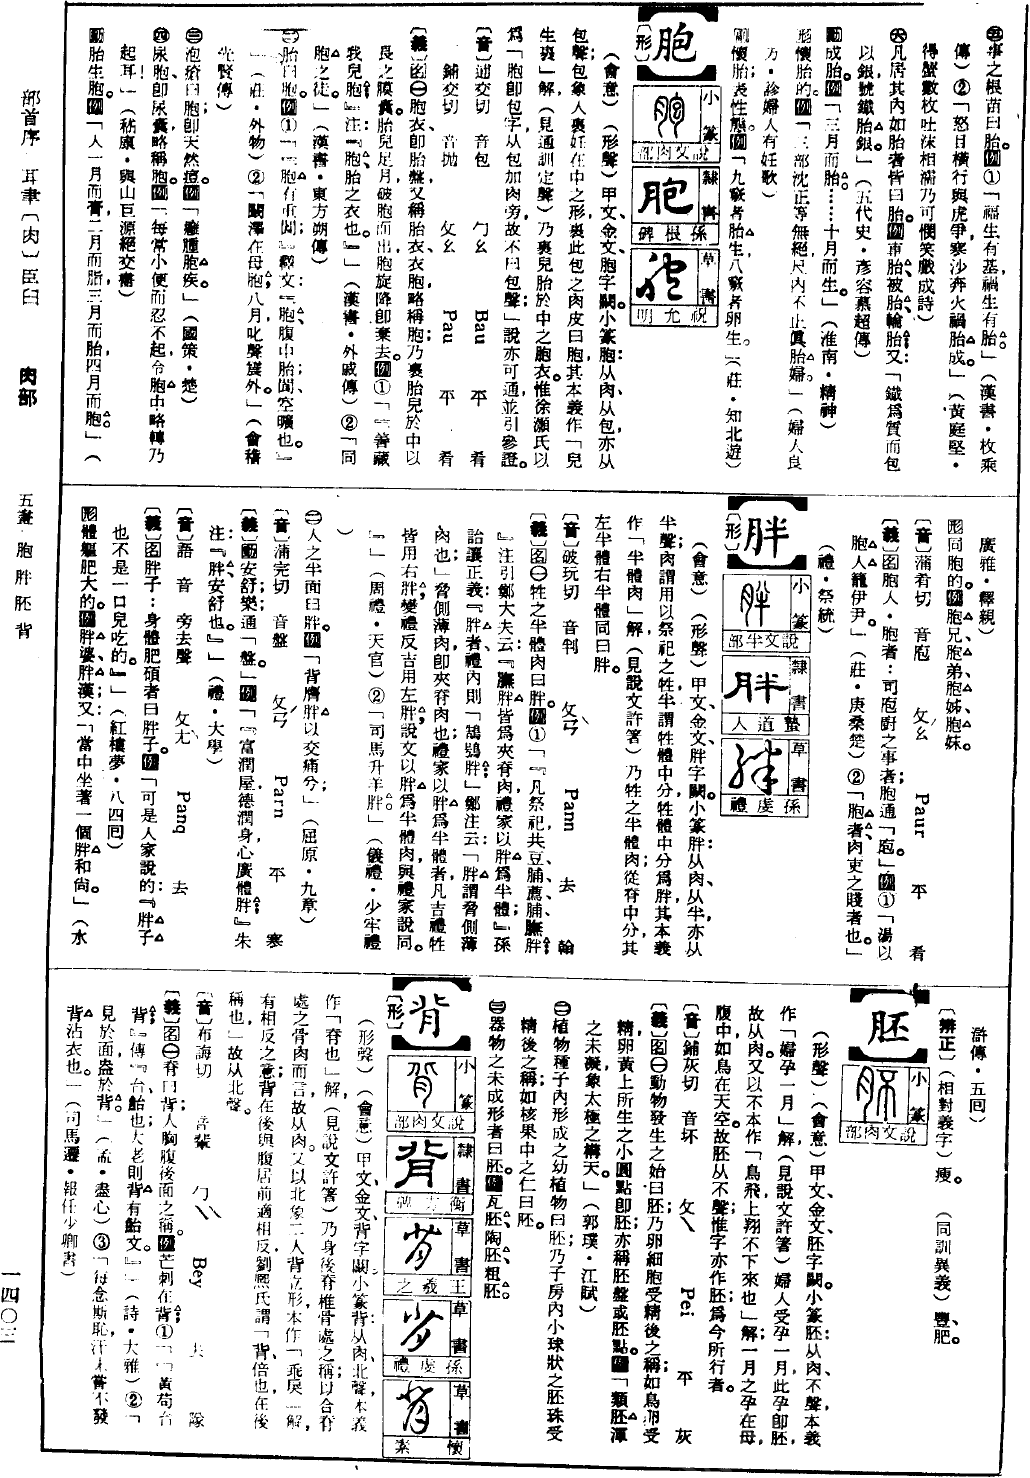 ㊄事之根苗曰胎。例①「福生有基，禍生有胎」（漢書・枚乘
傳）②「怒目橫行與虎爭寒沙奔火禍胎成。」（黃庭堅・
得蟹數枚吐沫相濡乃可憫笑戲成詩）
㊅凡居其內如胎者皆曰胎。例車胎、被胎、輪胎；又「鐵爲質而包
以銀，號鐵胎銀。」（五代史・慕容彥超傳）
動成胎。例「三月而胎。……十月而生。」（淮南・精神）
形懷胎的。例「三部沈正等無絕尺內不止眞胎婦。」（婦人良
方・診婦人有妊歌）
副懷胎表性態。例「九竅者胎生，八竅者卵生。」（莊・知北遊）
胞
〔形〕
小篆
說文肉部
隸書
孫根碑
草書
祝允明
（會意）（形聲）甲文、金文胞字闕。小篆胞：从肉、从包，亦从
包聲，包象人裹妊在中之形，裹此包之肉皮曰胞，其本義作「兒
生裹」解（見通訓定聲）乃裹兒胎於中之胞衣。惟徐灝氏以
爲「胞卽包字，从包加肉旁，故不曰包聲」說亦可通，並引參證。
〔音〕通交切 音包 ㄅㄠ Bau 平 肴
鋪交切 音拋 ㄆㄠ Pau 平 肴
〔義〕名㊀胞衣卽胎盤又稱胎衣、衣胞，略稱胞；乃裹胎兒於中以
長之膜囊，胎兒足月破胞而出，胞旋降卽棄去。例①「『善藏
我兒胞』注：『胞，胎之衣也。』」（漢書・外戚傳）②「同
胞之徒。」（漢書・東方朔傳）
㊁胎曰胞。例①「『胞有重閬』釋文『胞，腹中胎；閬，空曠也。』
」（莊・外物）②「闞澤在母胞，八月叱聲震外。」（會稽
先賢傳）
㊂疱給曰胞；卽天然痘。例「癰腫胞疾。」（國策・楚）
㊃尿胞卽尿囊，略稱胞。例「每常小便而忍不起，令胞中略轉乃
起耳。」（嵇康・與山巨源絕交書）
動胎生胞。例「人一月而膏，二月而脂，三月而胎，四月而胞。」（
廣雅・釋親）
形同胞的。例胞兄、胞弟、胞姊、胞妹。
〔音〕蒲肴切 音庖 ㄆㄠˊ Paur 平 肴
〔義〕名胞人・胞者：司庖廚之事者；胞通「庖。」例①「湯以
胞人籠伊尹。」（莊・庚桑楚）②「胞者，肉吏之賤者也。」
（禮・祭統）
胖
〔形〕
小篆
說文半部
隸書
蟄道人
草書
孫虔禮
（會意）（形聲）甲文、金文胖字闕。小篆胖：从肉、从半，亦从
半聲，肉謂用以祭祀之牲，半謂牲體中分，牲體中分爲胖，其本義
作「半體肉」解（見說文許箸）乃牲之半體肉；從脊中分，其
左半體右半體同曰胖。
〔音〕破玩切 音判 ㄆㄢˋ Pann 去 翰
〔義〕名㊀牲之半體肉曰胖。例①「『凡祭祀共豆脯薦脯膴胖
』注引鄭大夫云：『膴胖皆爲夾脊肉，禮家以胖爲半體』孫
詒讓正義：『胖者，禮內則「鵠鴞胖」鄭注云「胖謂脅側薄
肉也」脅側薄肉卽夾脊肉也；禮家以胖爲半體者，凡吉禮牲
皆用右胖，變禮反吉用左胖，說文以胖爲半體肉，與禮家說同。
』」（周禮・天官）②「司馬升羊胖。」（儀禮・少牢禮
）
㊁人之半面曰胖。例「背膺胖以交痛兮。」（屈原・九章）
〔音〕蒲完切 音盤 ㄆㄢˊ Parn 平 寒
〔義〕動安舒樂；通「盤。」例「『富潤屋，德潤身，心廣體胖』朱
注：『胖，安舒也。』」（禮・大學）
〔音〕語音 旁去聲 ㄆㄤˋ Panq 去
〔義〕名胖子：身體肥碩者曰胖子。例「可是人家說的：『胖子
也不是一口兒吃的。』」（紅樓夢・八四回）
形體軀肥大的。例胖婆、胖漢；又「當中坐著一個胖和尙。」（水
滸傳・五回）
〔辨正〕（相對義字）瘦。 （同訓異義）豐、肥。
胚
小篆
說文肉部
（形聲）（會意）甲文、金文胚字闕。小篆胚：从肉、不聲，本義
作「婦孕一月」解（見說文許箸）婦人受孕一月，此孕卽胚，
故从肉。又以不本作「鳥飛上翔不下來也」解，一月之孕在母
腹中如鳥在天空，故胚从不聲，惟字亦作胚，爲今所行者。
〔音〕鋪灰切 音坏 ㄆㄟ Pei 平 灰
〔義〕名㊀動物發生之始曰胚；乃卵細胞受精後之稱；如鳥卵受
精，卵黃上所生之小圓點卽胚，亦稱胚盤或胚點。例「類胚渾
之未凝，象太極之構天。」（郭璞・江賦）
㊁植物種子內形成之幼植物曰胚；乃子房內小球狀之胚珠受
精後之稱；如核果中之仁曰胚。
㊂器物之未成形者曰胚。例瓦胚、陶胚、粗胚。
背
〔形〕
小篆
說文肉部
隸書
衡方碑
草書
王羲之
草書
孫虔禮
草書
懷素
（形聲）（會意）甲文、金文背字闕。小篆背：从肉、北聲，本義
作「脊也」解（見說文許箸）乃身後脊椎骨處之稱；以合脊
處之骨肉而言，故从肉。又以北象二人背立形，本作「乖戾」解，
有相反之意，背在後與腹居前適相反，劉熙氏謂「背，倍也，在後
稱也」故从北聲。
〔音〕布誨切 音輩 ㄅㄟˋ Bey 去 隊
〔義〕名㊀脊曰背；人胸腹後面之稱。例芒刺在背。①「『黃耉台
背』傳『台，鮐也，大老則背有鮐文。』」（詩・大雅）②「
見於面，盎於背。」（孟・盡心）③「每念斯恥，汗未嘗不發
背沾衣也。」（司馬遷・報任少卿書）
部首序 耳聿〔肉〕臣臼 肉部 五畫 胞胖胚背 一四〇三